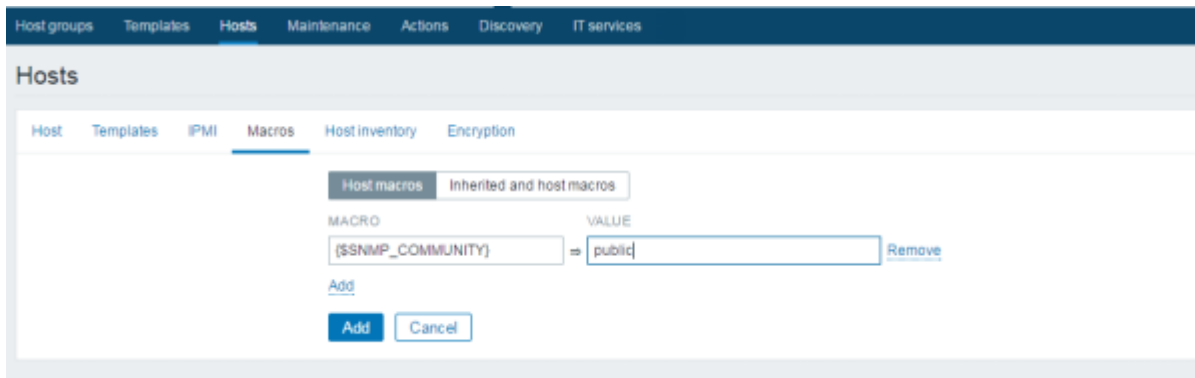 Host groups Templates Hosts Maintenance Actions Discovery IT services
Hosts
Host Templates IPMI Macros Host inventory Encryption
Host macros Inherited and host macros
MACRO VALUE
{$SNMP_COMMUNITY} ⇒ public Remove
Add
Add Cancel